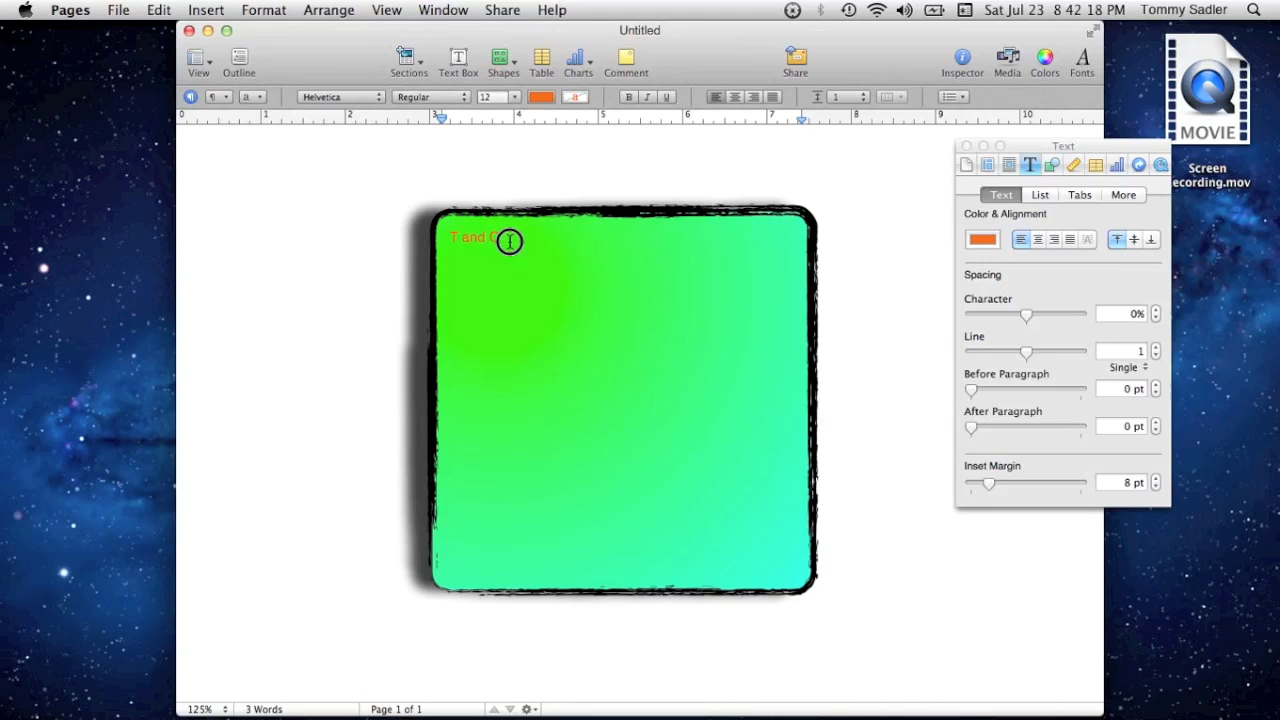 Pages File Edit Insert Format Arrange View Window Share Help Sat Jul 23 8:42:18 PM Tommy Sadler
Untitled
View Outline Sections Text Box Shapes Table Charts Comment Share Inspector Media Colors Fonts
¶ ¶ a Helvetica Regular 12 a B I U 1
0 1 2 3 4 5 6 7 8 9 10
MOVIE
Screen
ecording.mov
Text
T
Text List Tabs More
Color & Alignment
T and
Spacing
Character
0%
Line
1
Single
Before Paragraph
0 pt
After Paragraph
0 pt
Inset Margin
8 pt
125% 3 Words Page 1 of 1